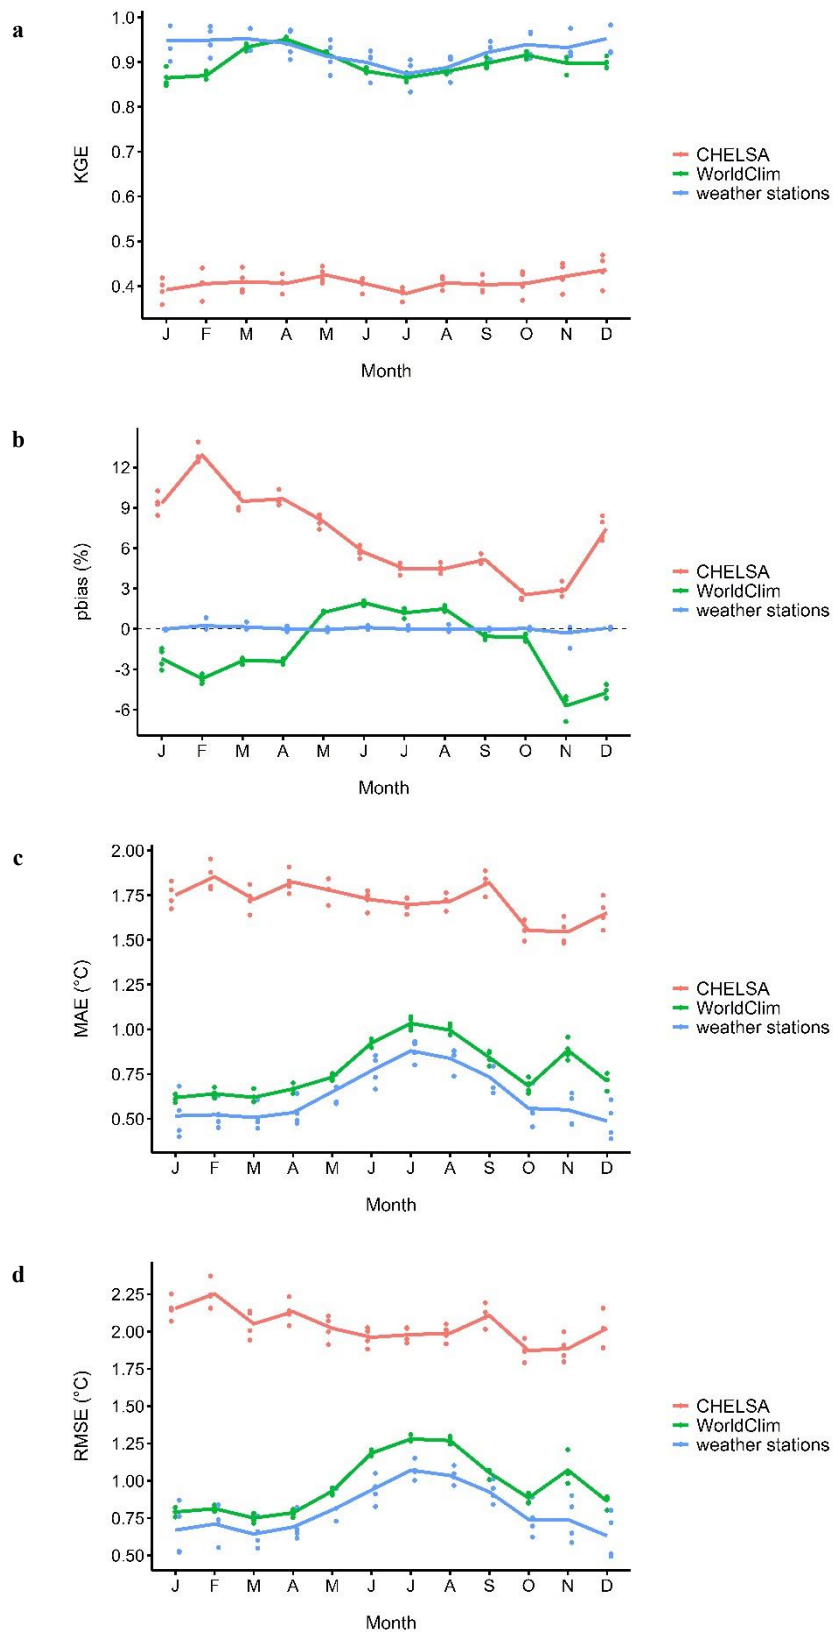 a
1.0
0.9
0.8
0.7
0.6
0.5
0.4
KGE
J F M A M J J A S O N D
Month
CHELSA
WorldClim
weather stations
b
12
9
6
3
0
-3
-6
pbias (%)
J F M A M J J A S O N D
Month
CHELSA
WorldClim
weather stations
c
2.00
1.75
1.50
1.25
1.00
0.75
0.50
MAE (°C)
J F M A M J J A S O N D
Month
CHELSA
WorldClim
weather stations
d
2.25
2.00
1.75
1.50
1.25
1.00
0.75
0.50
RMSE (°C)
J F M A M J J A S O N D
Month
CHELSA
WorldClim
weather stations